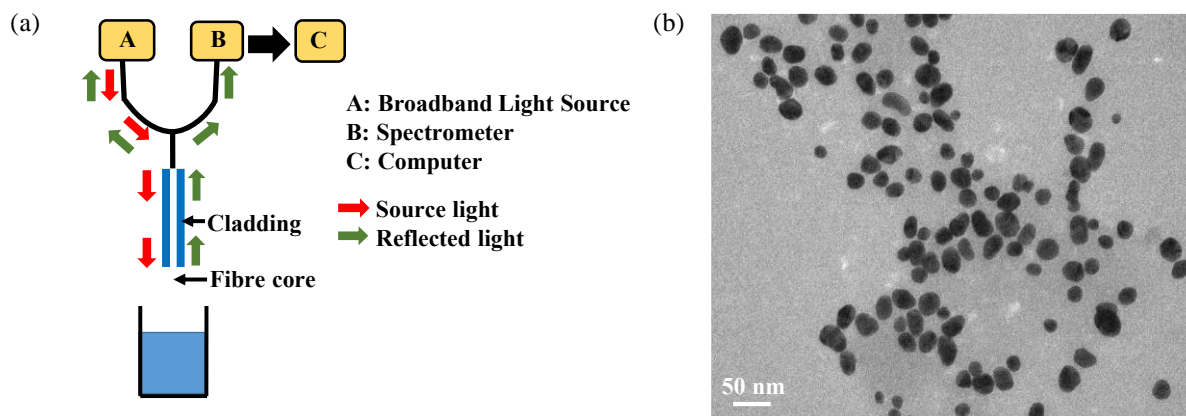 (a)
A
B
C
A: Broadband Light Source
B: Spectrometer
C: Computer
Source light
Reflected light
Cladding
Fibre core
(b)
50 nm